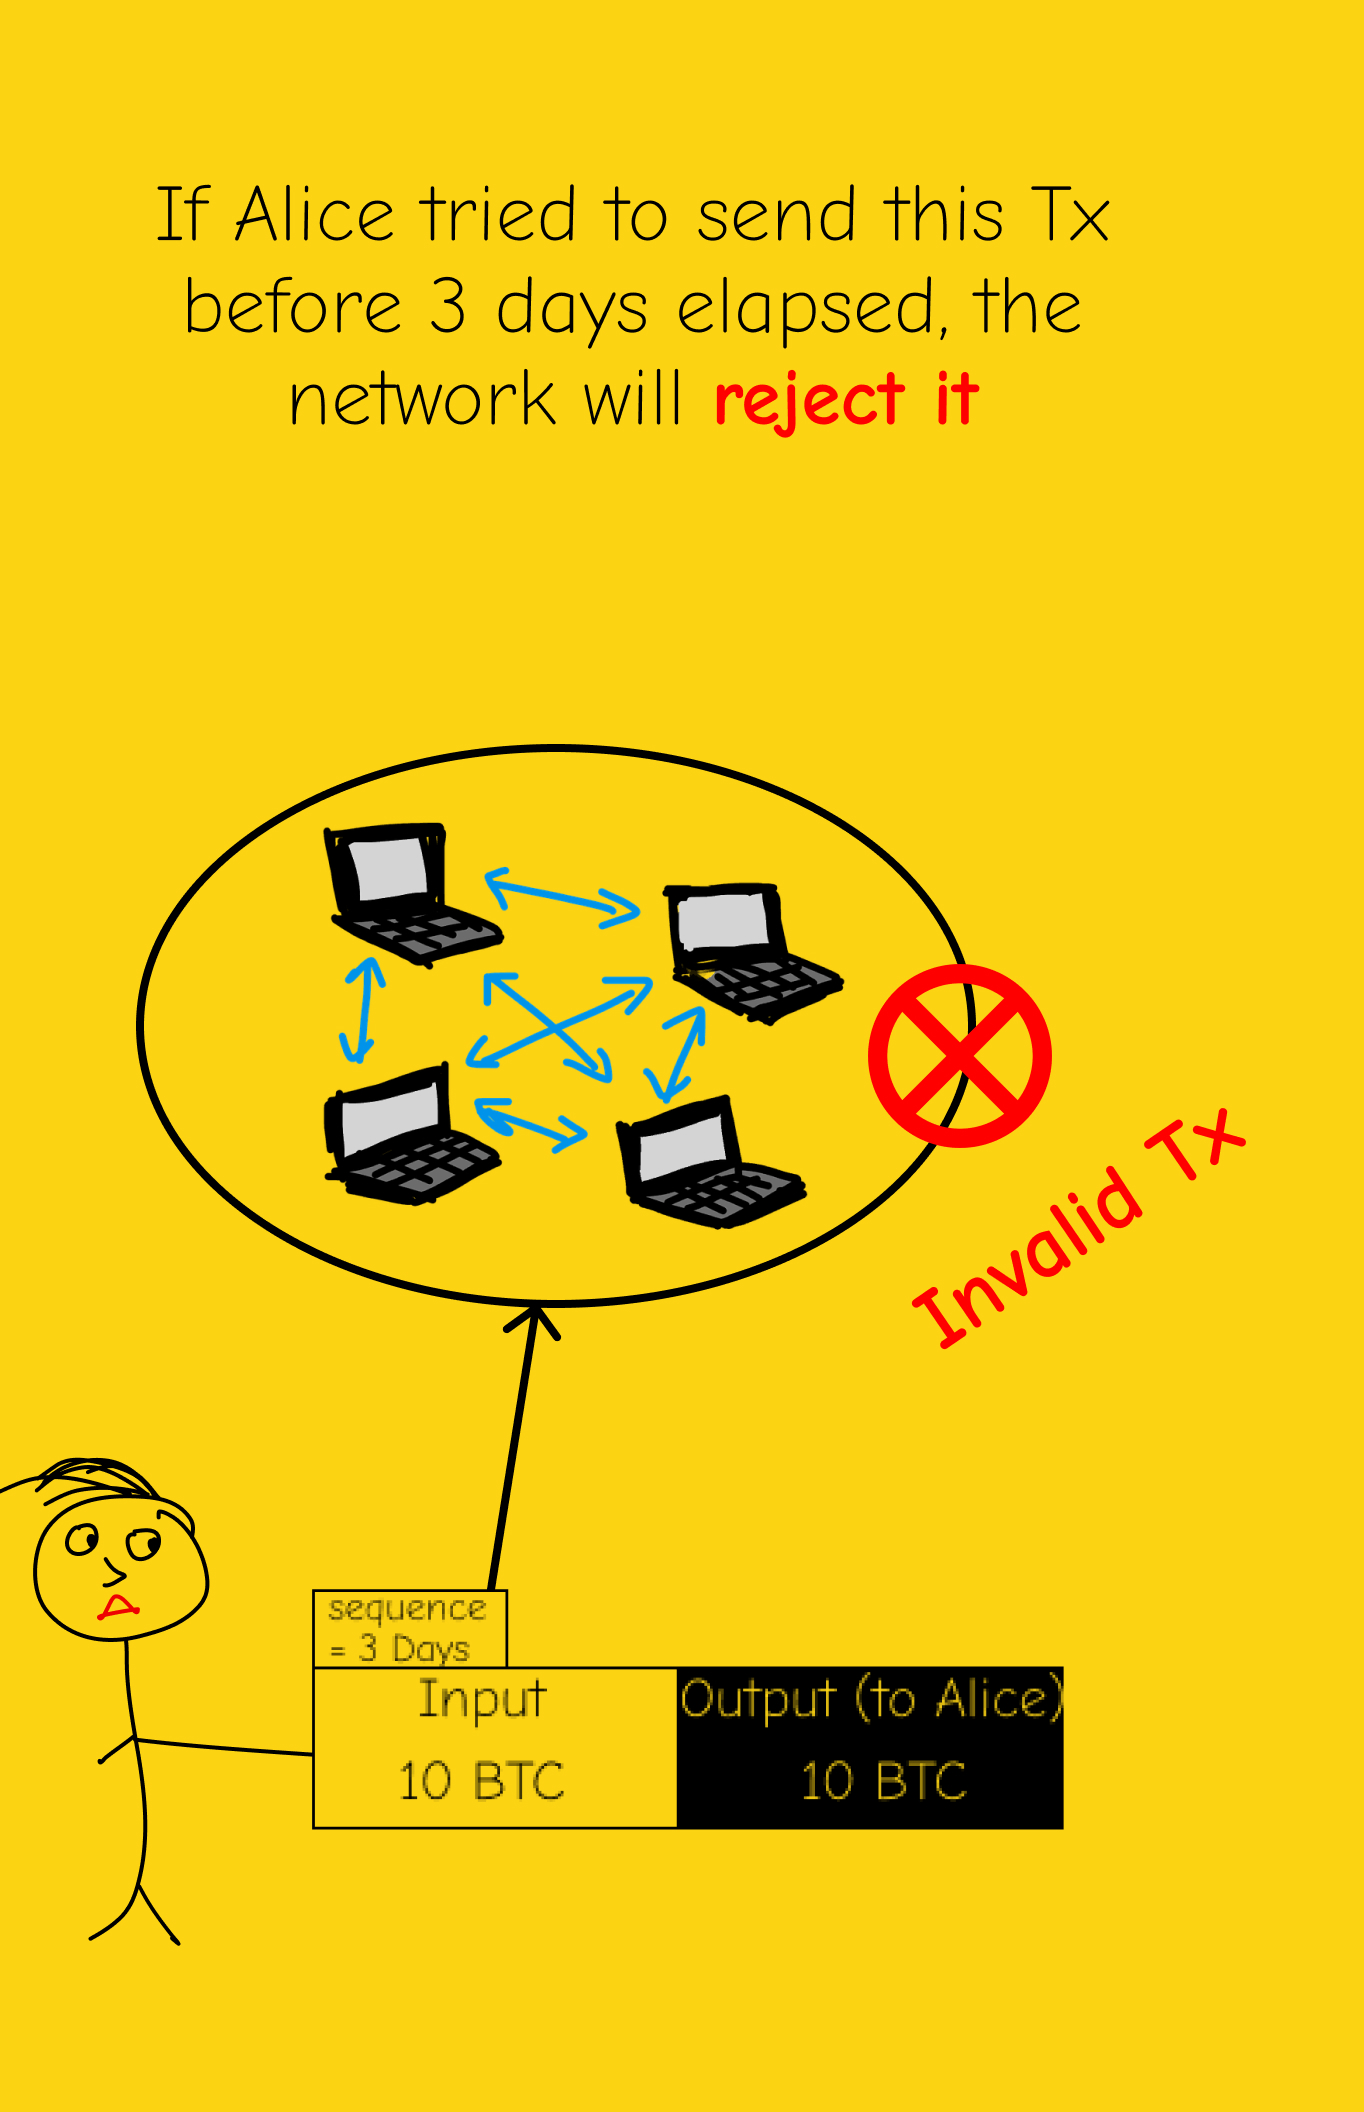 If Alice tried to send this Tx
before 3 days elapsed, the
network will reject it
Invalid Tx
sequence
= 3 Days
Input
10 BTC
Output (to Alice)
10 BTC